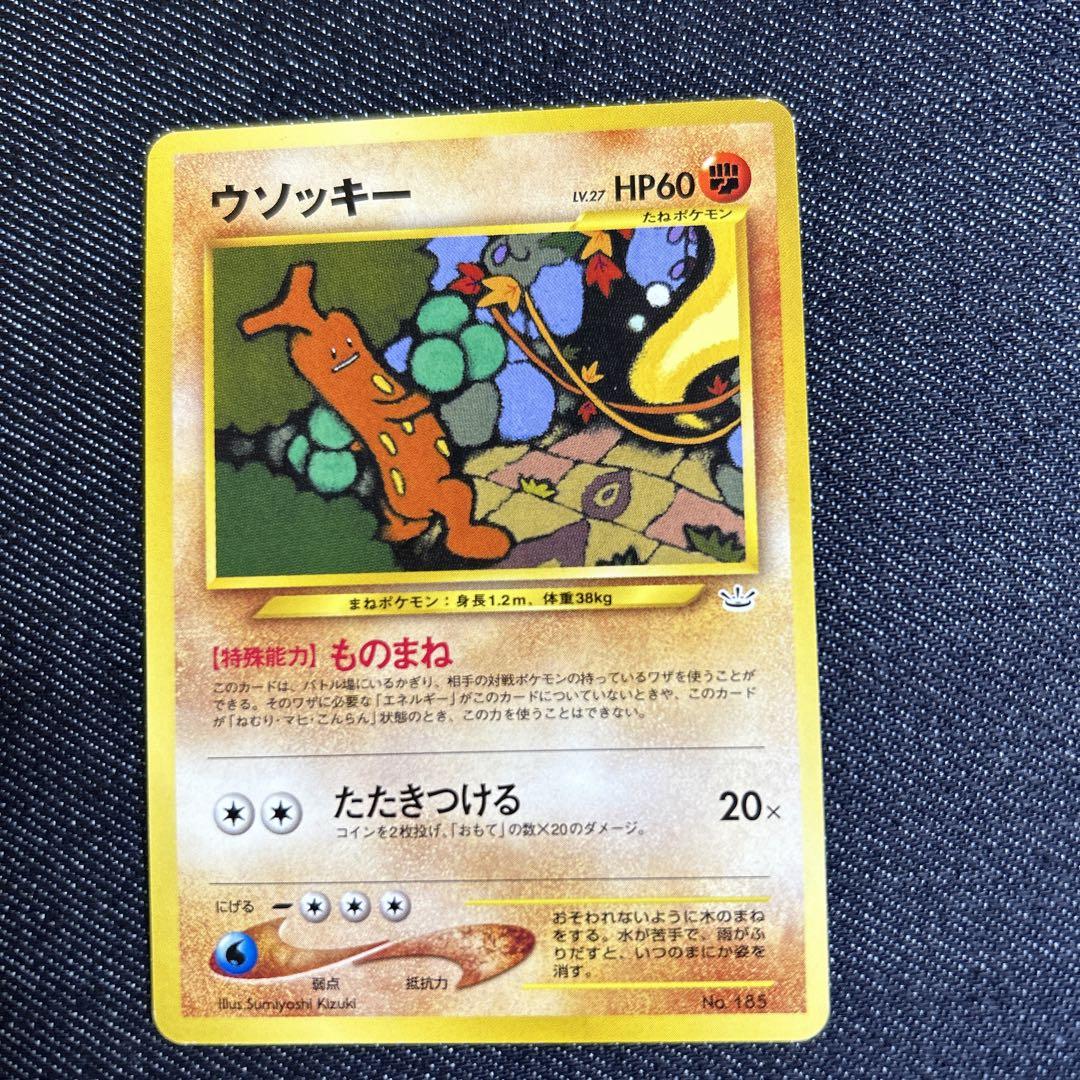 ウソッキー
LV.27 HP60
たねポケモン
まねポケモン：身長1.2m、体重38kg
【特殊能力】ものまね
このカードは、バトル場にいるかぎり、相手の対戦ポケモンの持っているワザを使うことが
できる。そのワザに必要な「エネルギー」がこのカードについていないときや、このカード
が「ねむり・マヒ・こんらん」状態のとき、この力を使うことはできない。
たたきつける 20×
コインを2枚投げ、「おもて」の数×20のダメージ。
にげる
弱点 抵抗力
Illus.Sumiyoshi Kizuki
おそわれないように木のまね
をする。水が苦手で、雨がふ
りだすと、いつのまにか姿を
消す。
No. 185